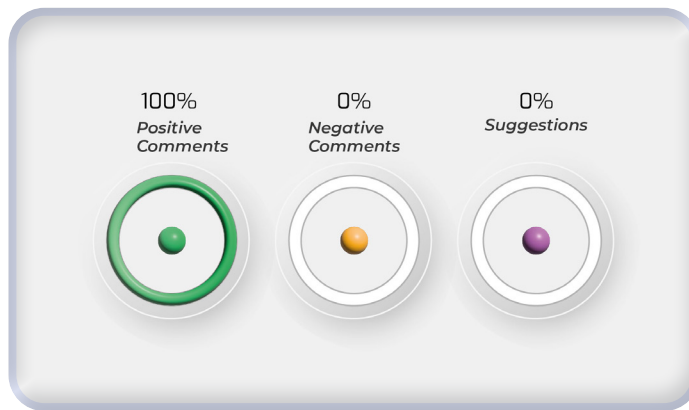 100%
Positive
Comments
0%
Negative
Comments
0%
Suggestions